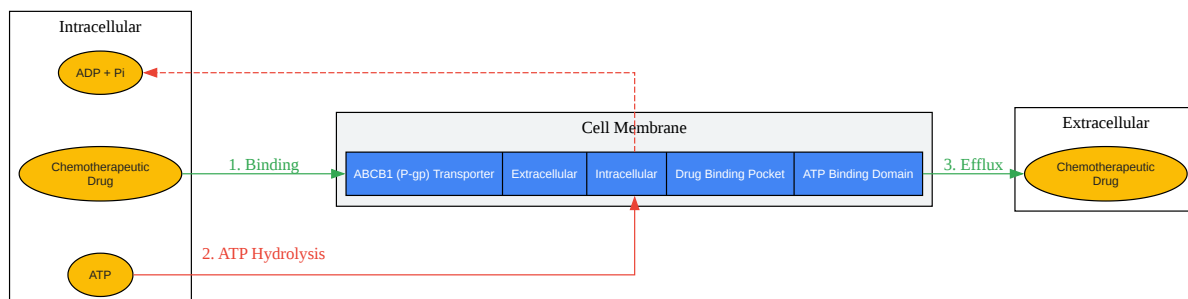 Intracellular
ADP + Pi
Chemotherapeutic
Drug
ATP
1. Binding
2. ATP Hydrolysis
Cell Membrane
ABCB1 (P-gp) Transporter
Extracellular
Intracellular
Drug Binding Pocket
ATP Binding Domain
3. Efflux
Extracellular
Chemotherapeutic
Drug